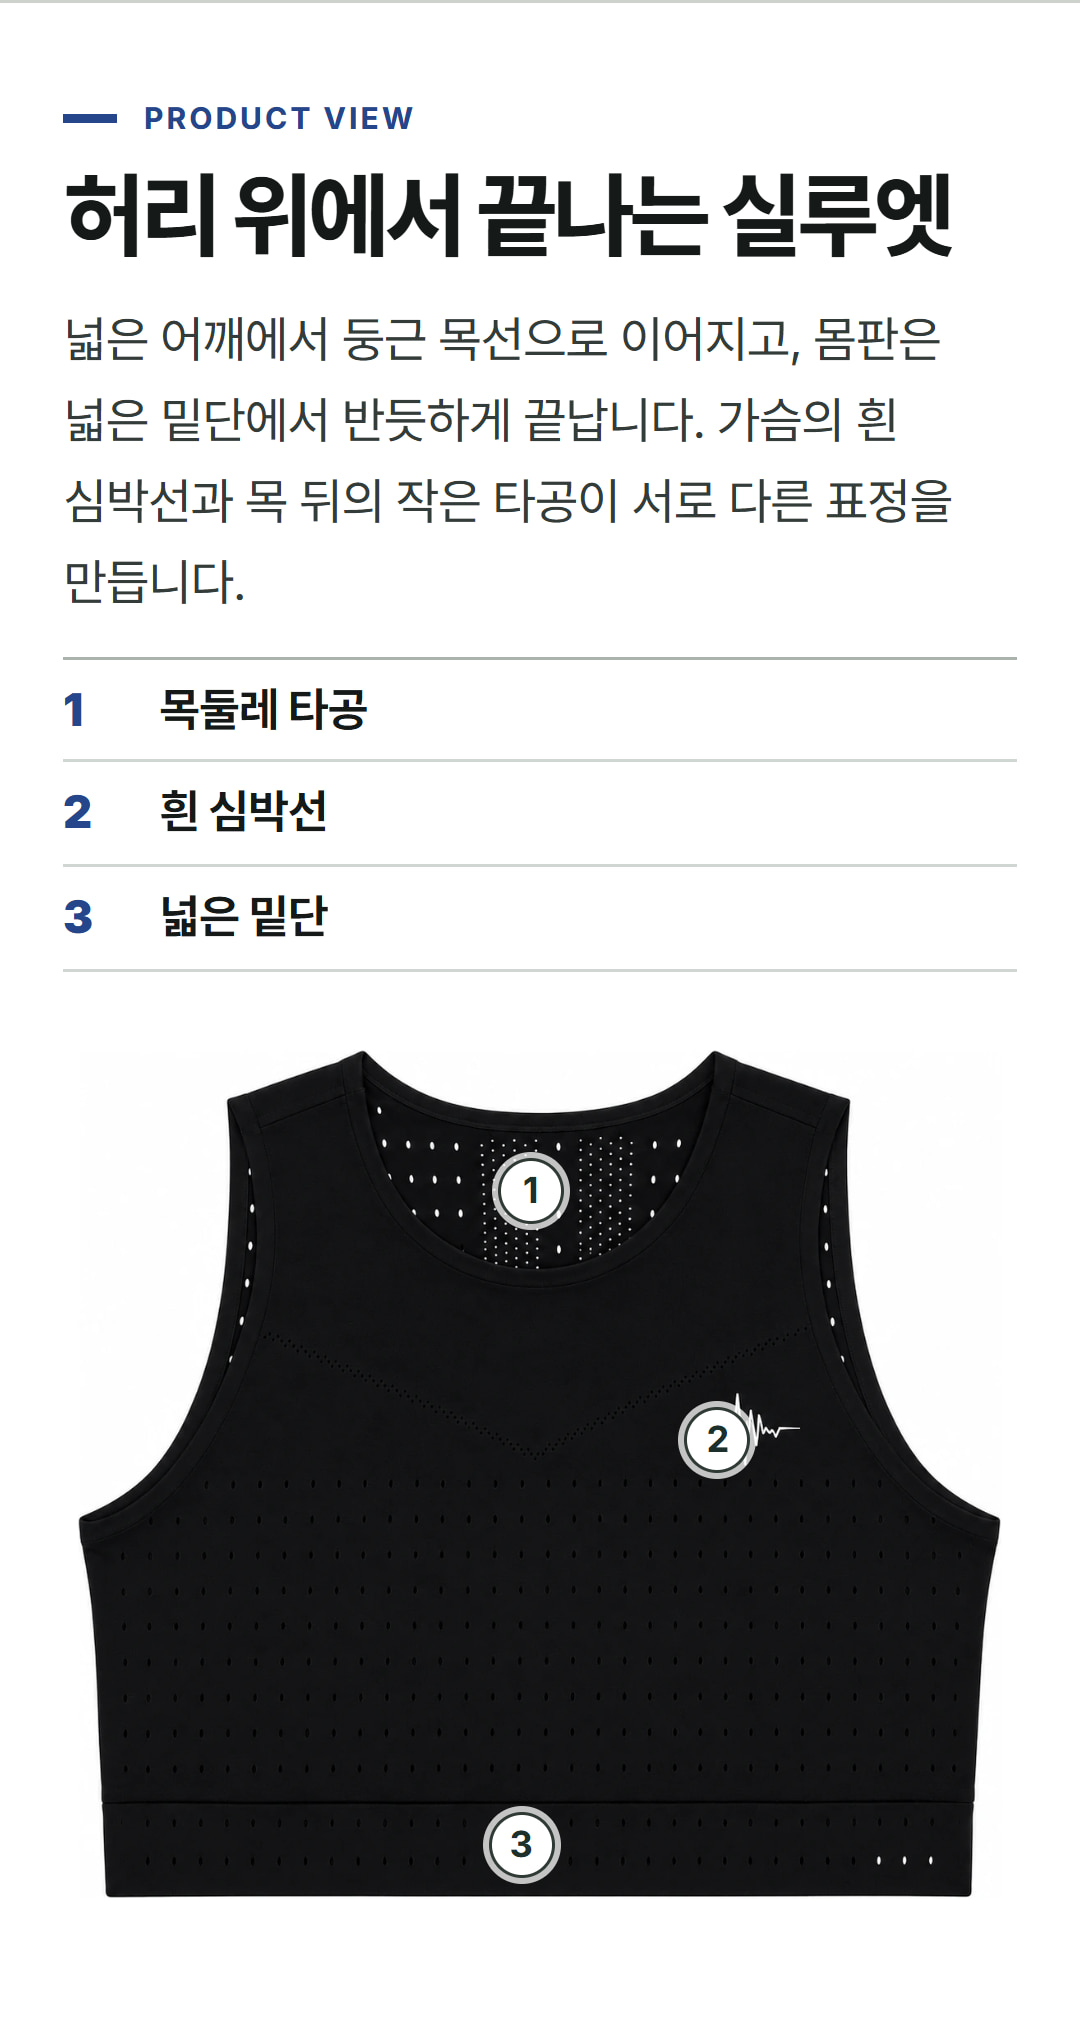 PRODUCT VIEW
허리 위에서 끝나는 실루엣
넓은 어깨에서 둥근 목선으로 이어지고, 몸판은
넓은 밑단에서 반듯하게 끝납니다. 가슴의 흰
심박선과 목 뒤의 작은 타공이 서로 다른 표정을
만듭니다.
1 목둘레 타공
2 흰 심박선
3 넓은 밑단
1
2
3